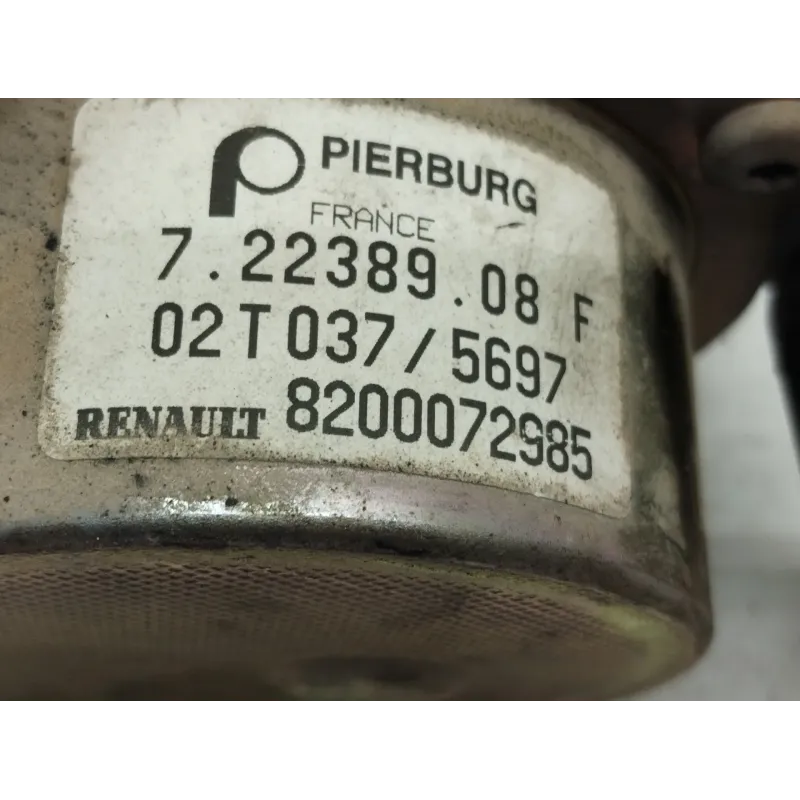 PIERBURG
FRANCE
7.22389.08 F
02T037/5697
RENAULT 8200072985